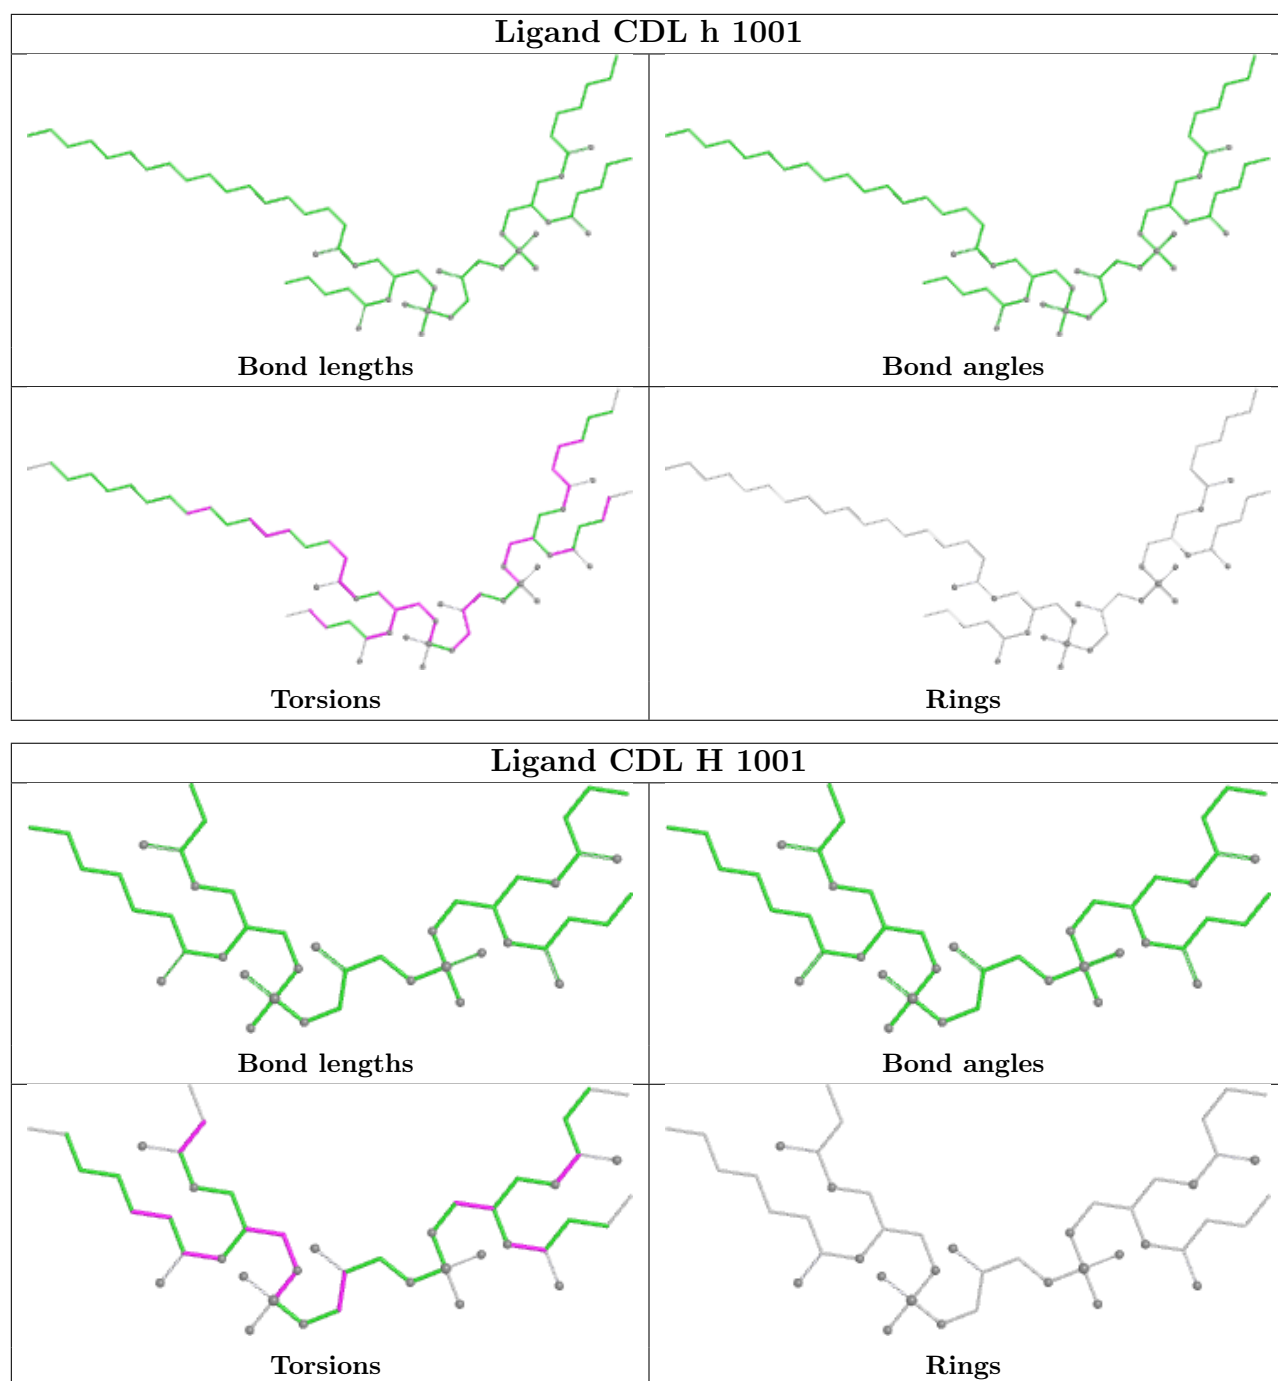 Ligand CDL h 1001
Bond lengths
Bond angles
Torsions
Rings
Ligand CDL H 1001
Bond lengths
Bond angles
Torsions
Rings